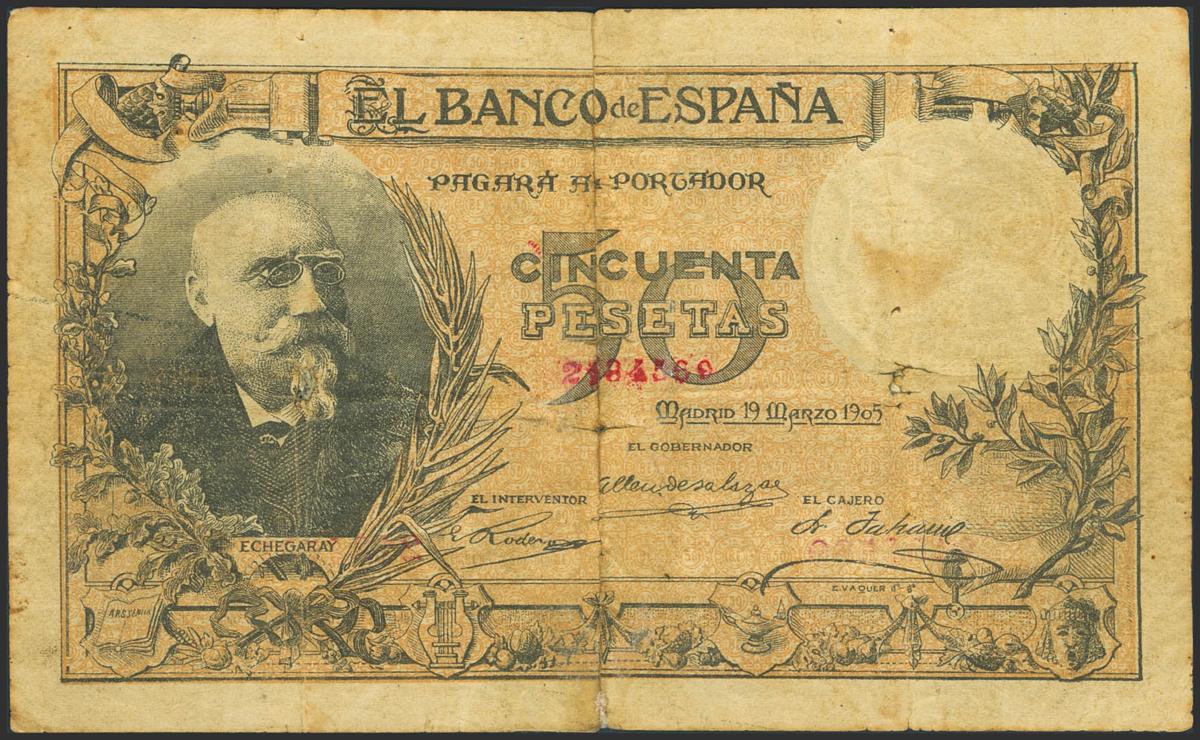 EL BANCO de ESPAÑA
PAGARÁ AL PORTADOR
50
CINCUENTA
PESETAS
MADRID 19 MARZO 1905
EL GOBERNADOR
EL INTERVENTOR
EL CAJERO
ECHEGARAY
E. VAQUER